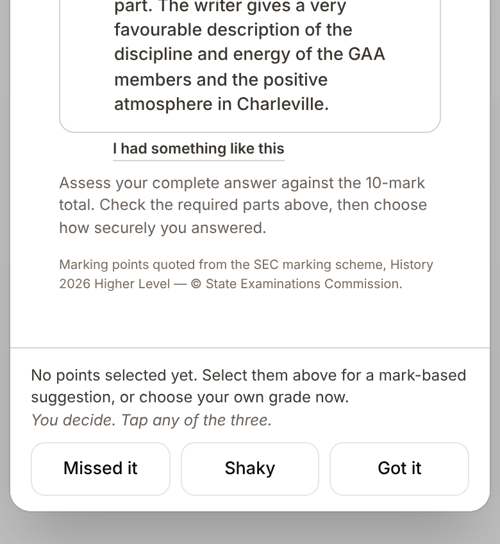 part. The writer gives a very
favourable description of the
discipline and energy of the GAA
members and the positive
atmosphere in Charleville.
I had something like this
Assess your complete answer against the 10-mark
total. Check the required parts above, then choose
how securely you answered.
Marking points quoted from the SEC marking scheme, History
2026 Higher Level — © State Examinations Commission.
No points selected yet. Select them above for a mark-based
suggestion, or choose your own grade now.
You decide. Tap any of the three.
Missed it Shaky Got it